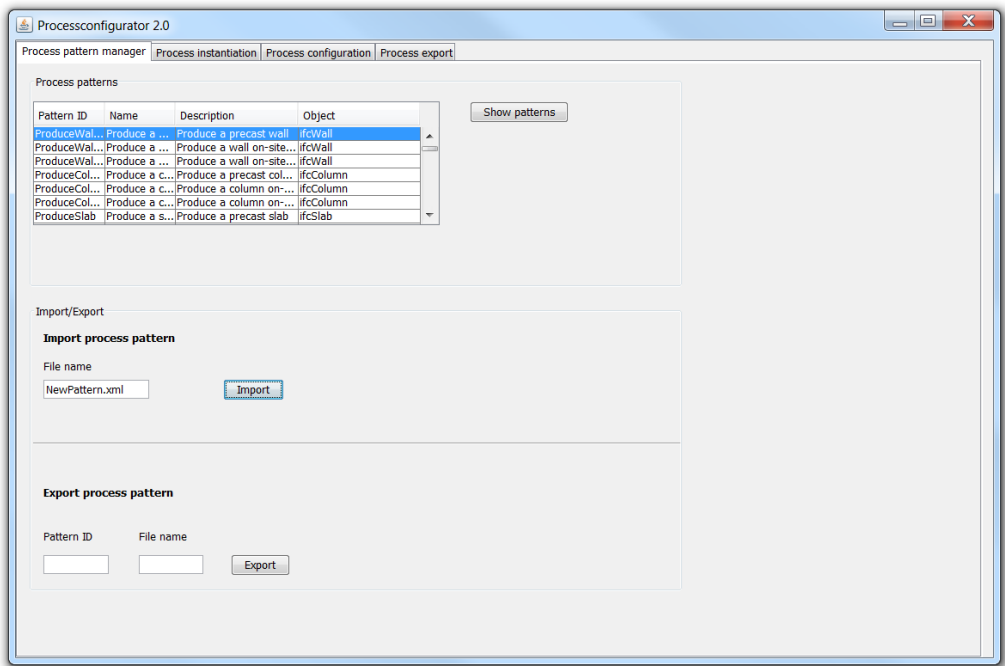 Processconfigurator 2.0
Process pattern manager Process instantiation Process configuration Process export
Process patterns
Pattern ID Name Description Object
Show patterns
ProduceWal... Produce a ... Produce a precast wall ifcWall
ProduceWal... Produce a ... Produce a wall on-site... ifcWall
ProduceWal... Produce a ... Produce a wall on-site... ifcWall
ProduceCol... Produce a c... Produce a precast col... ifcColumn
ProduceCol... Produce a c... Produce a column on-... ifcColumn
ProduceCol... Produce a c... Produce a column on-... ifcColumn
ProduceSlab Produce a s... Produce a precast slab ifcSlab
Import/Export
Import process pattern
File name
NewPattern.xml Import
Export process pattern
Pattern ID File name
Export